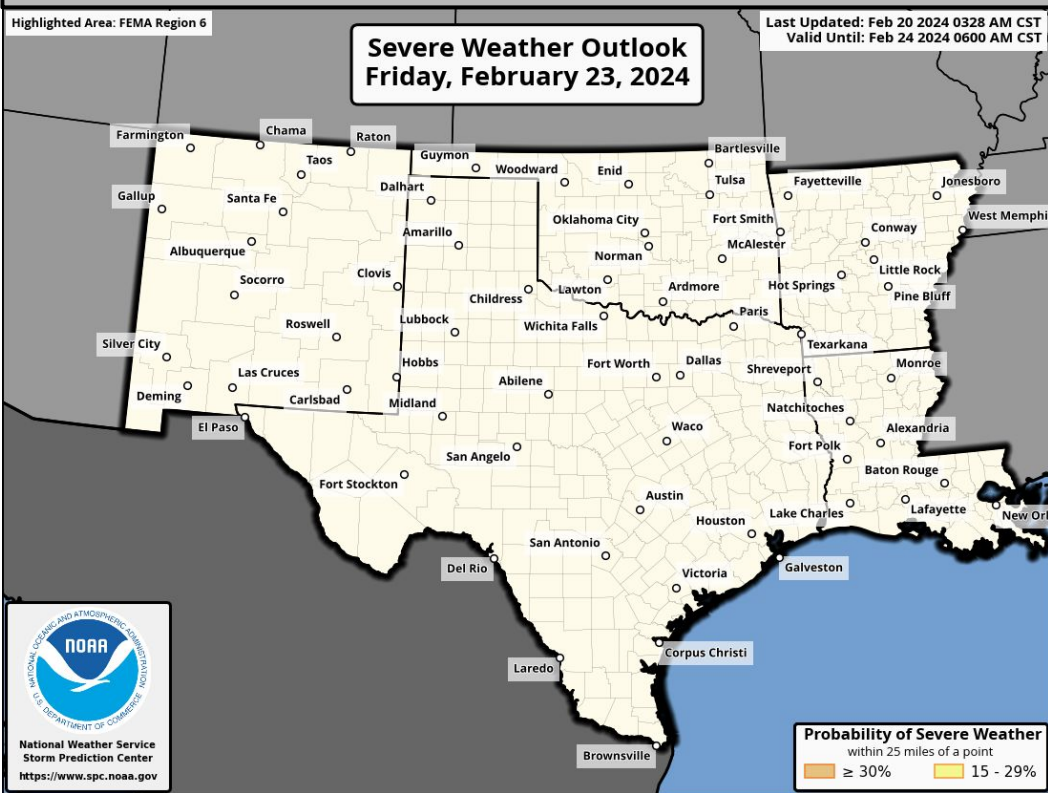 Highlighted Area: FEMA Region 6
Severe Weather Outlook
Friday, February 23, 2024
Last Updated: Feb 20 2024 0328 AM CST
Valid Until: Feb 24 2024 0600 AM CST
Farmington
Chama
Raton
Taos
Guymon
Woodward
Enid
Bartlesville
Tulsa
Fayetteville
Jonesboro
Gallup
Santa Fe
Dalhart
Oklahoma City
Fort Smith
West Memphi
Albuquerque
Amarillo
Norman
McAlester
Conway
Socorro
Clovis
Childress
Lawton
Ardmore
Hot Springs
Little Rock
Pine Bluff
Roswell
Lubbock
Wichita Falls
Paris
Texarkana
Silver City
Las Cruces
Hobbs
Abilene
Fort Worth
Dallas
Shreveport
Monroe
Deming
Carlsbad
Midland
Natchitoches
El Paso
San Angelo
Waco
Fort Polk
Alexandria
Fort Stockton
Austin
Baton Rouge
Houston
Lake Charles
Lafayette
New Orl
San Antonio
Del Rio
Victoria
Galveston
Laredo
Corpus Christi
Brownsville
NATIONAL OCEANIC AND ATMOSPHERIC ADMINISTRATION
NOAA
U.S. DEPARTMENT OF COMMERCE
National Weather Service
Storm Prediction Center
https://www.spc.noaa.gov
Probability of Severe Weather
within 25 miles of a point
≥ 30%
15 - 29%